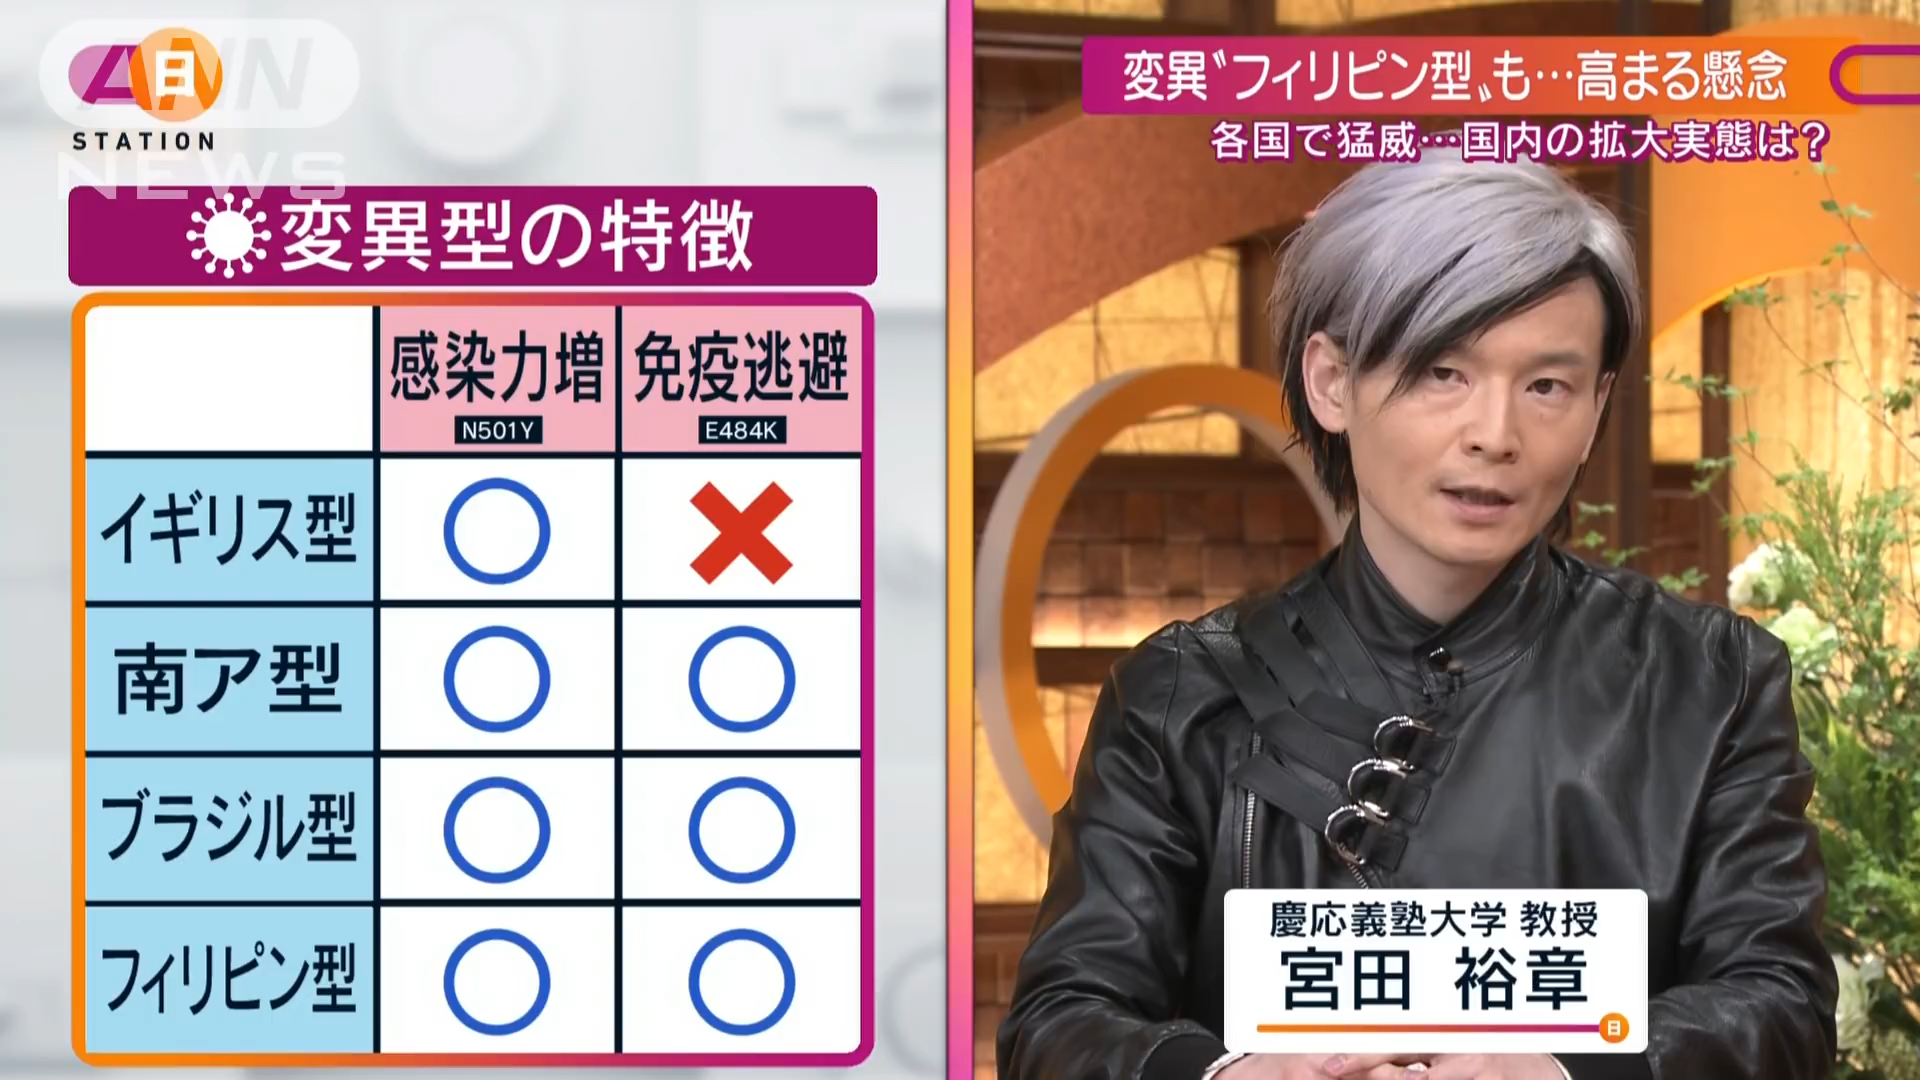 ANN
日
STATION
NEWS
変異型の特徴
感染力増 免疫逃避
N501Y E484K
イギリス型
南ア型
ブラジル型
フィリピン型
変異〝フィリピン型〟も…高まる懸念
各国で猛威…国内の拡大実態は?
慶応義塾大学 教授
宮田 裕章
日